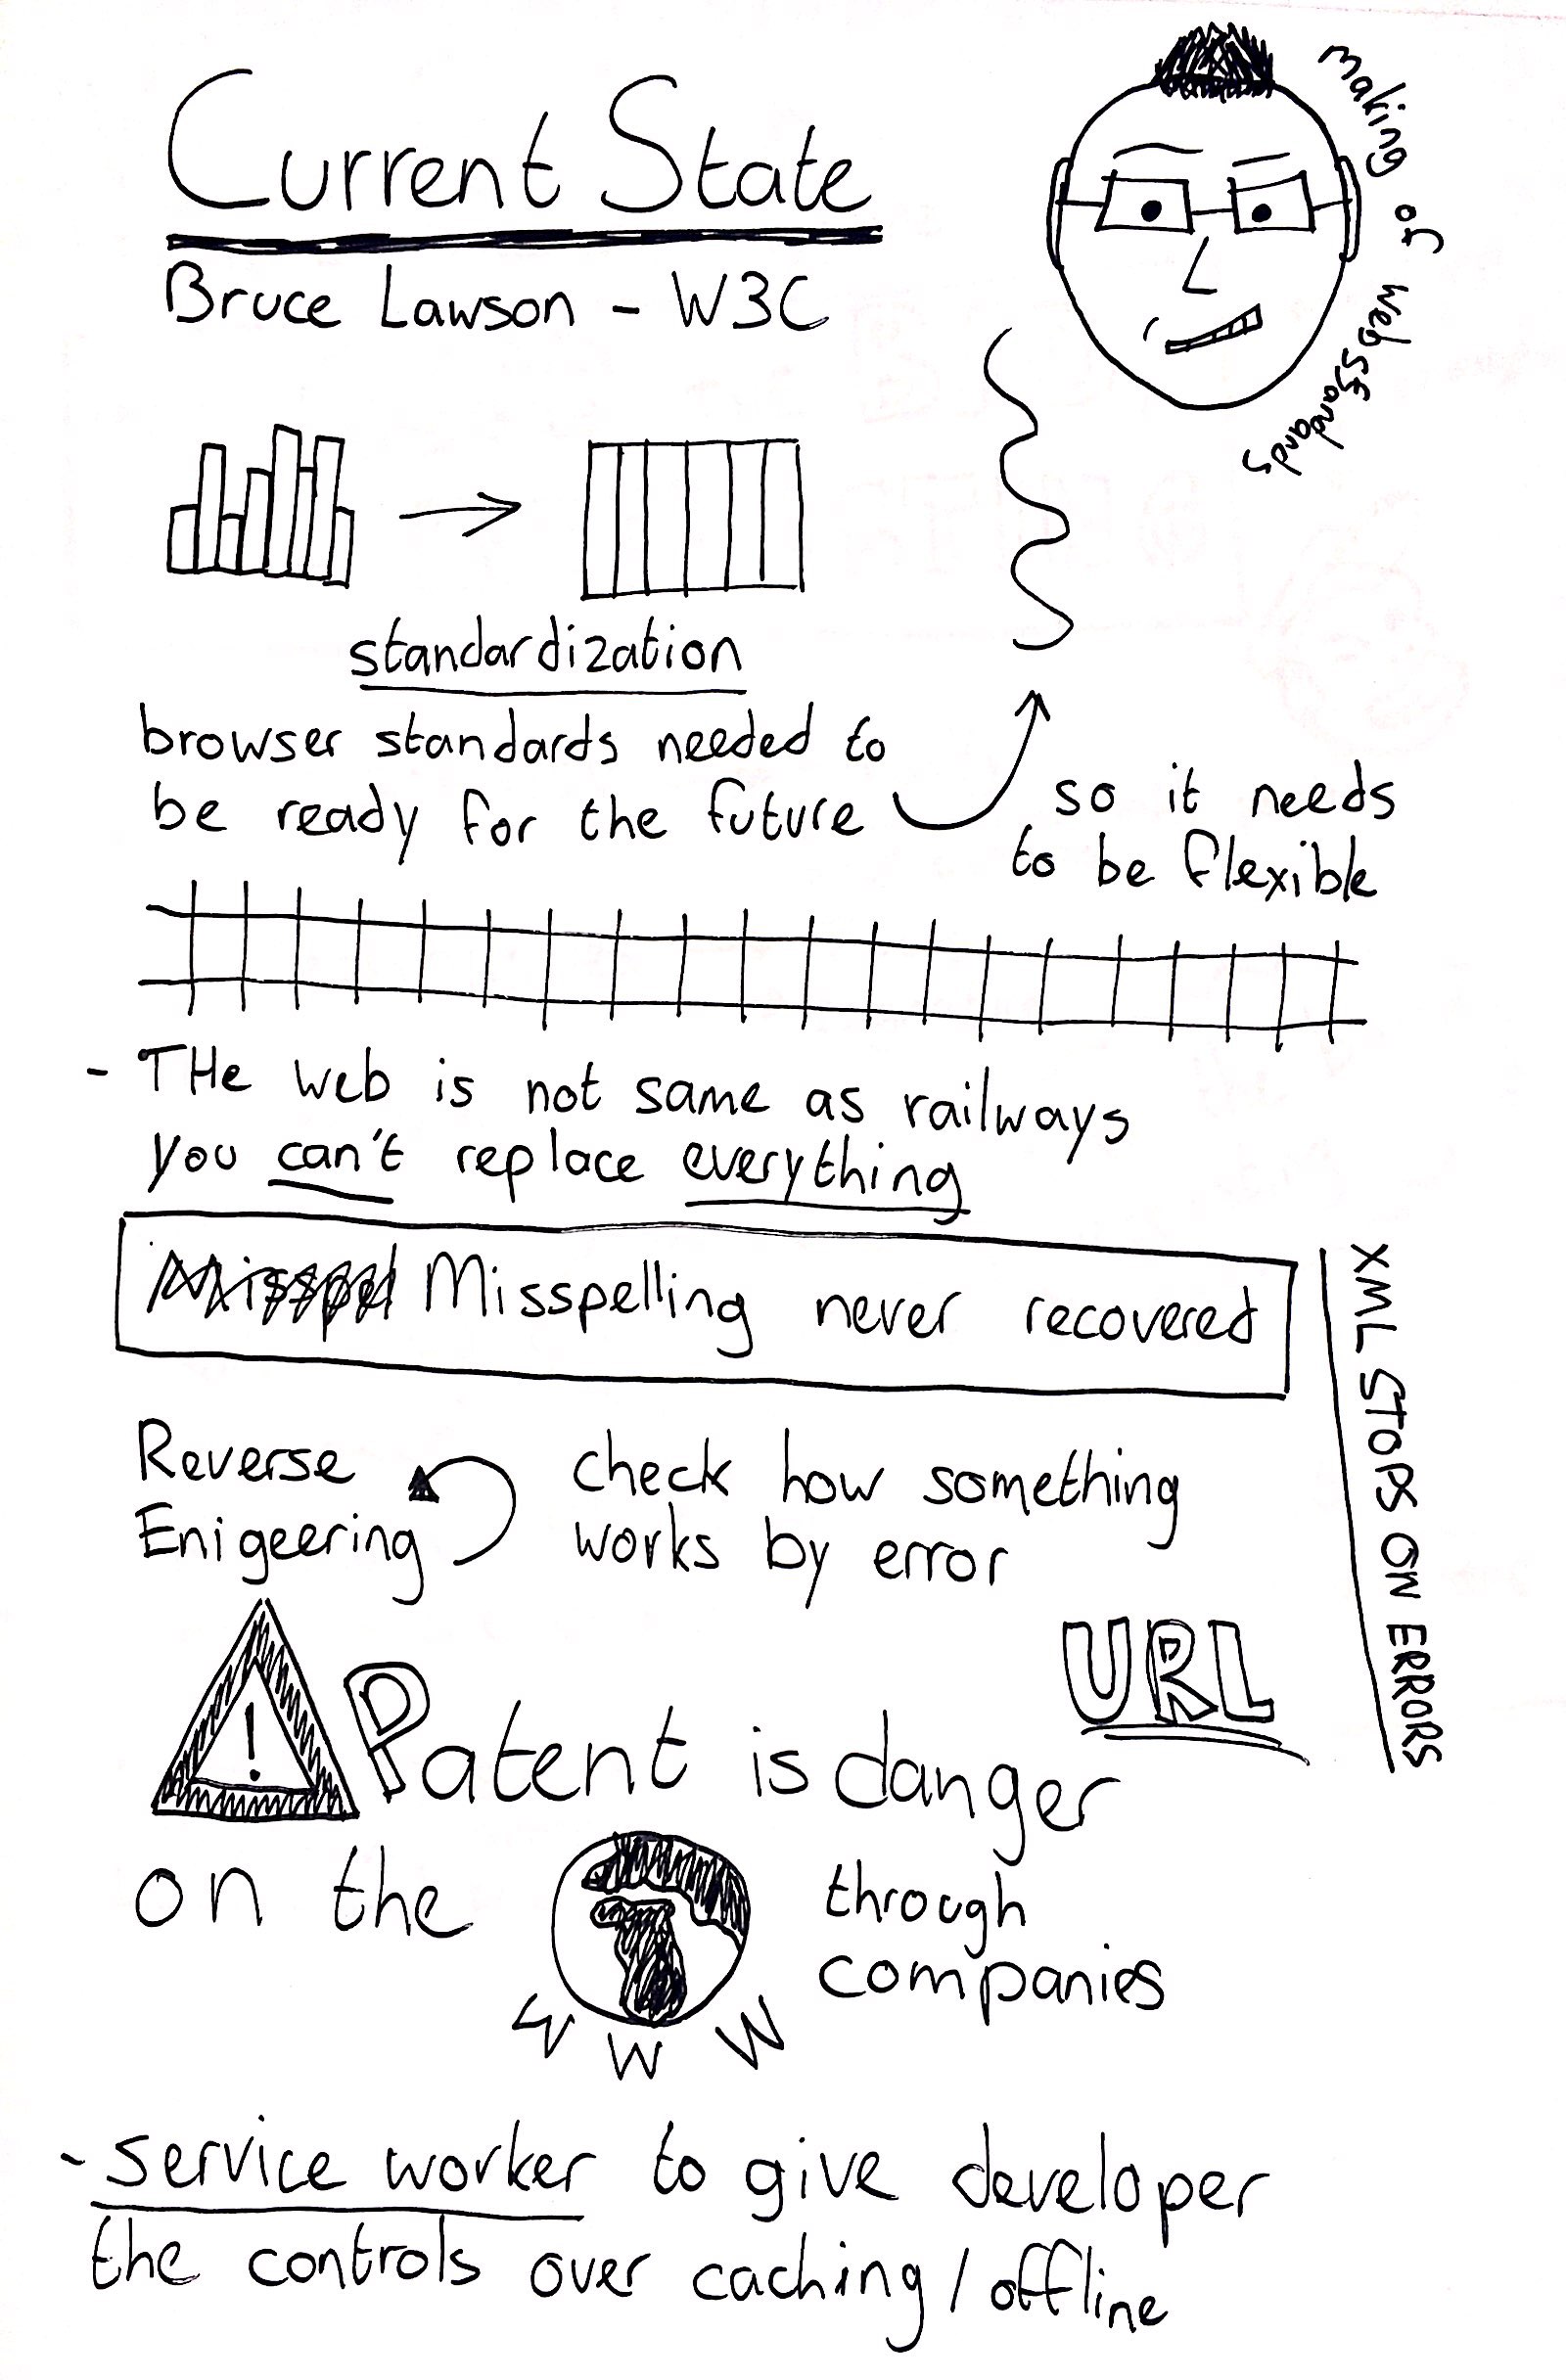 Current State
Bruce Lawson - W3C
Making of Web Standards
standardization
browser standards needed to
be ready for the future
so it needs
to be flexible
- THe web is not same as railways
you can't replace everything
Misspel Misspelling never recovered
XML STOPS ON ERRORS
Reverse
Enigeering
check how something
works by error
URL
!
Patent is danger
on the
through
companies
W W W
- service worker to give developer
the controls over caching / offline